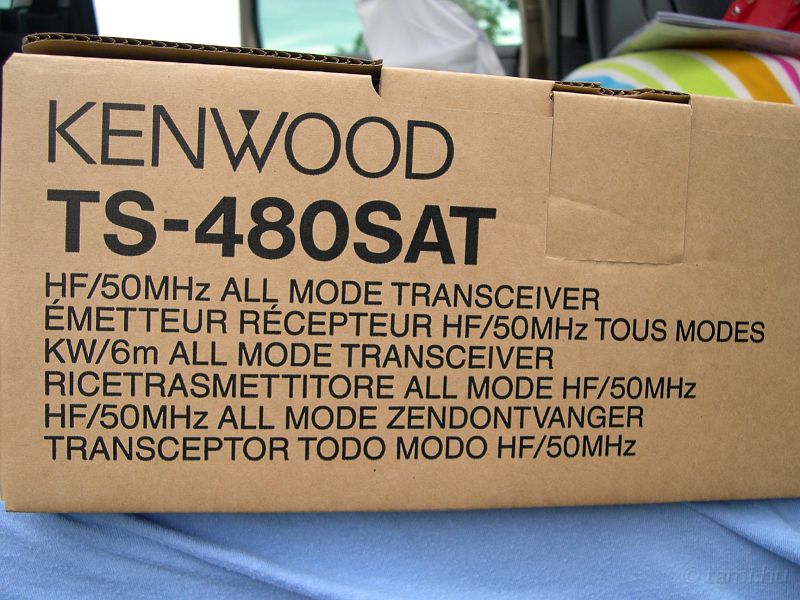 KENWOOD
TS-480SAT
HF/50MHz ALL MODE TRANSCEIVER
ÉMETTEUR RÉCEPTEUR HF/50MHz TOUS MODES
KW/6m ALL MODE TRANSCEIVER
RICETRASMETTITORE ALL MODE HF/50MHz
HF/50MHz ALL MODE ZENDONTVANGER
TRANSCEPTOR TODO MODO HF/50MHz